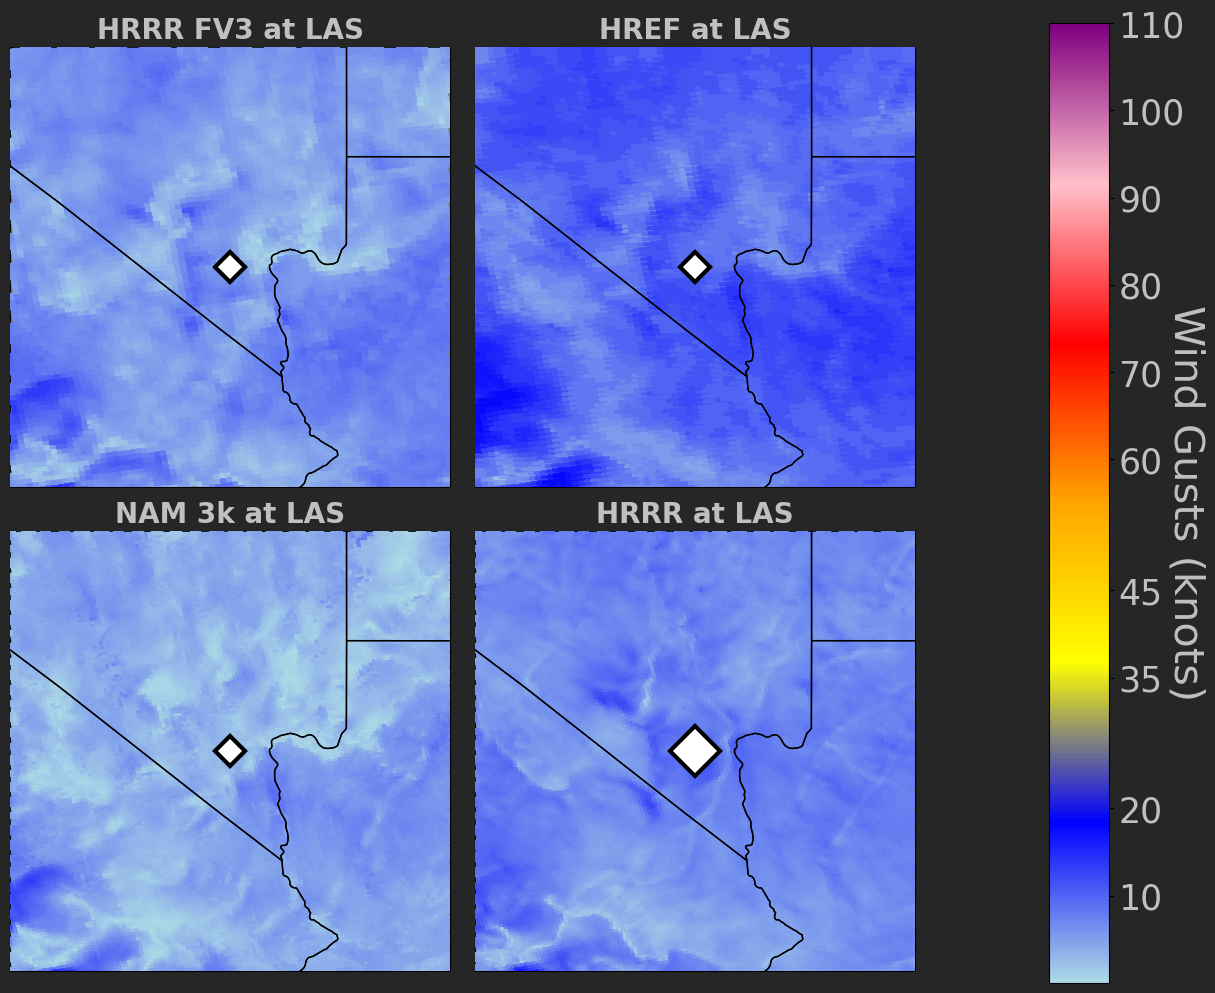 HRRR FV3 at LAS
HREF at LAS
NAM 3k at LAS
HRRR at LAS
110
100
90
80
70
60
45
35
20
10
Wind Gusts (knots)